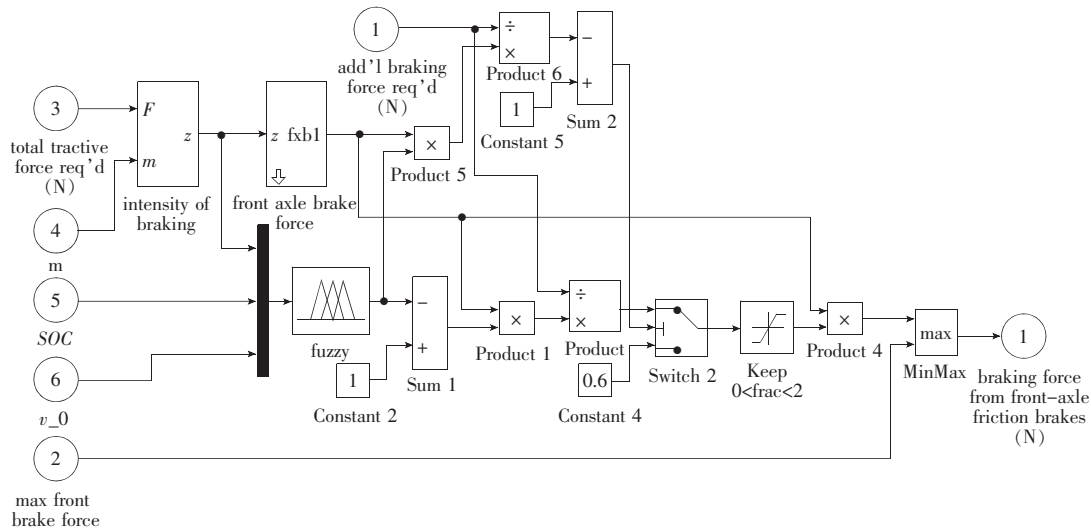 1
add'l braking
force req'd
(N)
÷
×
Product 6
−
+
Sum 2
1
Constant 5
3
total tractive
force req'd
(N)
F
m
z
intensity of
braking
z fxb1
front axle brake
force
×
Product 5
4
m
5
SOC
6
v_0
2
max front
brake force
fuzzy
1
Constant 2
−
+
Sum 1
×
Product 1
÷
×
Product
0.6
Constant 4
Switch 2
Keep
0<frac<2
×
Product 4
max
MinMax
1
braking force
from front-axle
friction brakes
(N)